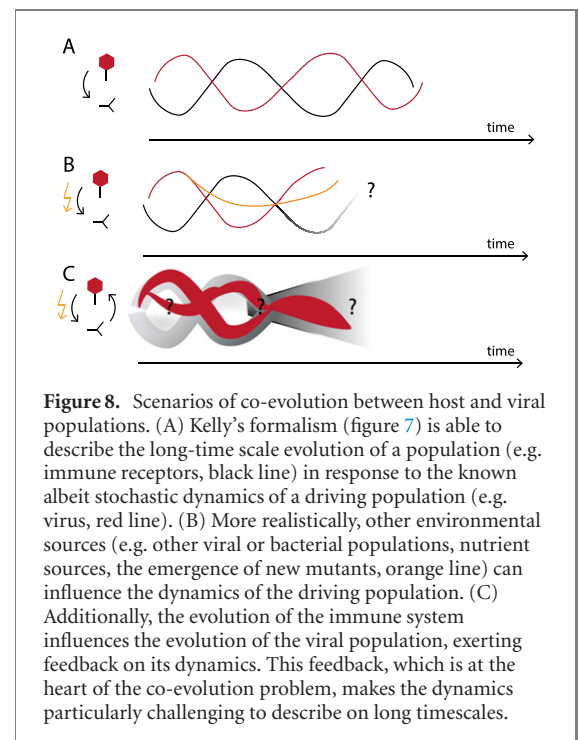 A
time
B
?
time
C
? ? ?
time
Figure 8. Scenarios of co-evolution between host and viral
populations. (A) Kelly's formalism (figure 7) is able to
describe the long-time scale evolution of a population (e.g.
immune receptors, black line) in response to the known
albeit stochastic dynamics of a driving population (e.g.
virus, red line). (B) More realistically, other environmental
sources (e.g. other viral or bacterial populations, nutrient
sources, the emergence of new mutants, orange line) can
influence the dynamics of the driving population. (C)
Additionally, the evolution of the immune system
influences the evolution of the viral population, exerting
feedback on its dynamics. This feedback, which is at the
heart of the co-evolution problem, makes the dynamics
particularly challenging to describe on long timescales.